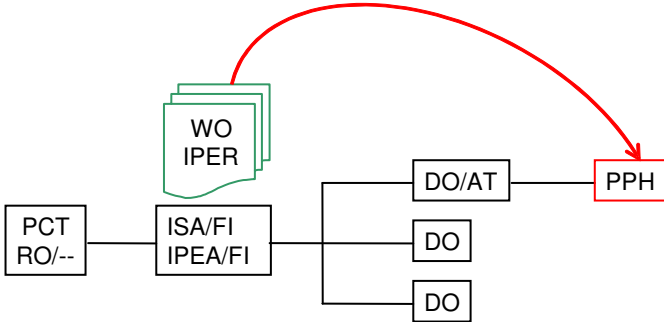 WO
IPER
DO/AT
PPH
PCT
RO/--
ISA/FI
IPEA/FI
DO
DO